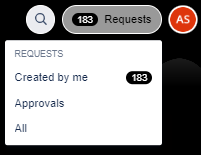 183 Requests AS
REQUESTS
Created by me 183
Approvals
All